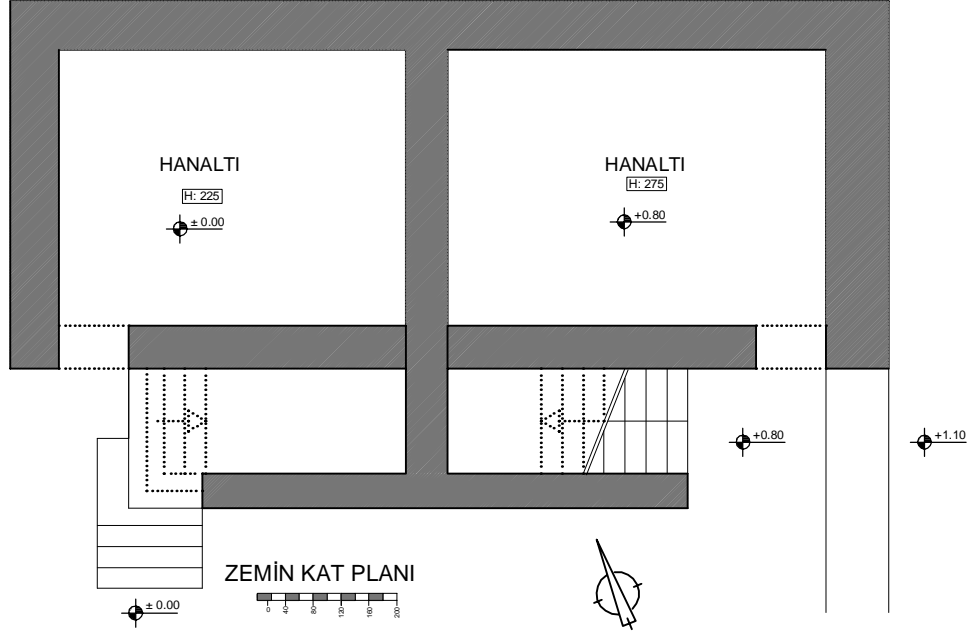 HANALTI
H: 225
± 0.00
HANALTI
H: 275
+0.80
+0.80
+1.10
ZEMİN KAT PLANI
0 40 80 120 160 200
± 0.00